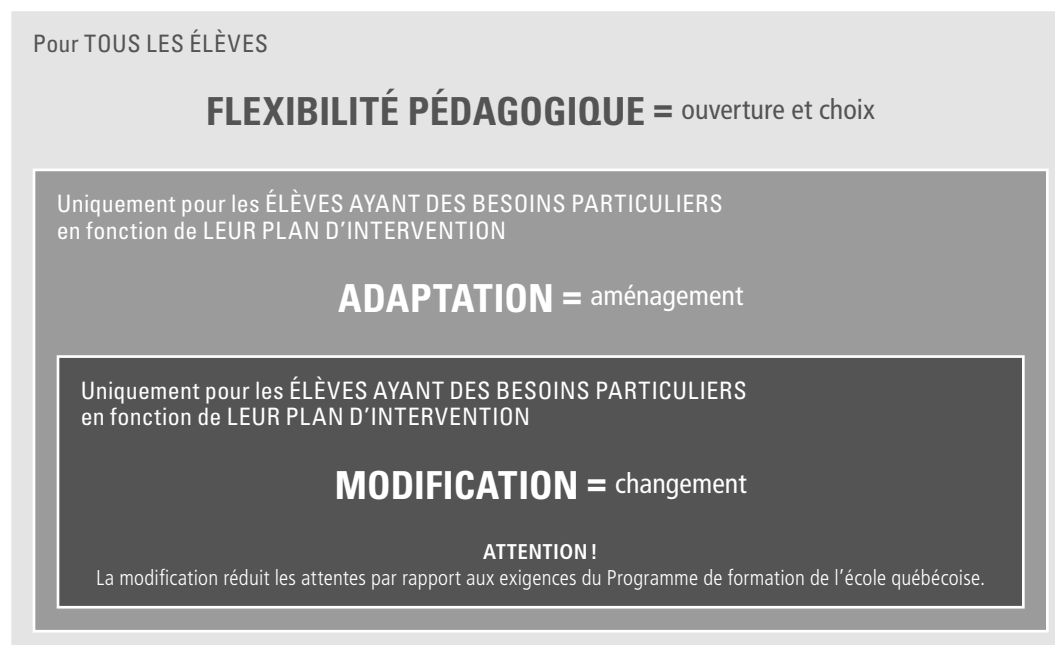 Pour TOUS LES ÉLÈVES
FLEXIBILITÉ PÉDAGOGIQUE = ouverture et choix
Uniquement pour les ÉLÈVES AYANT DES BESOINS PARTICULIERS
en fonction de LEUR PLAN D'INTERVENTION
ADAPTATION = aménagement
Uniquement pour les ÉLÈVES AYANT DES BESOINS PARTICULIERS
en fonction de LEUR PLAN D'INTERVENTION
MODIFICATION = changement
ATTENTION !
La modification réduit les attentes par rapport aux exigences du Programme de formation de l'école québécoise.